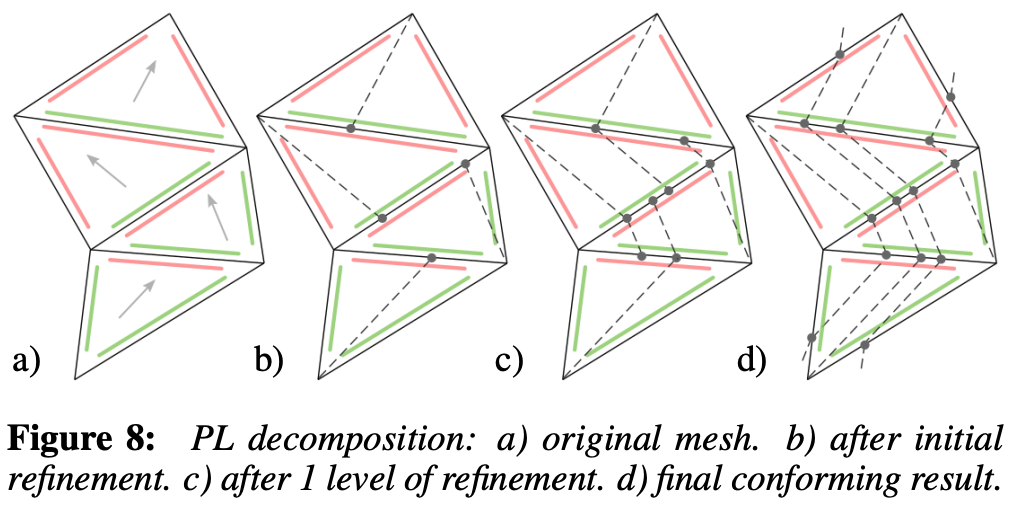 a) b) c) d)
Figure 8: PL decomposition: a) original mesh. b) after initial
refinement. c) after 1 level of refinement. d) final conforming result.